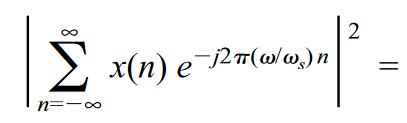 | ∑_{n=-∞}^{∞} x(n) e^{-j2π(ω/ω_s)n} |^2 =